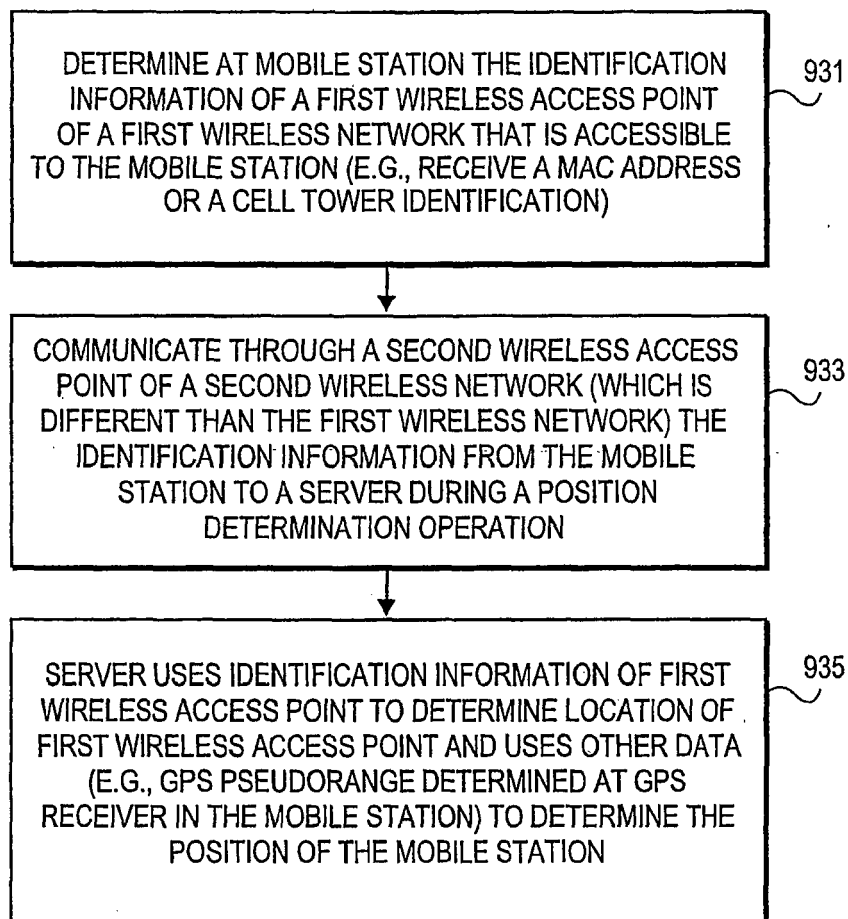 DETERMINE AT MOBILE STATION THE IDENTIFICATION
INFORMATION OF A FIRST WIRELESS ACCESS POINT
OF A FIRST WIRELESS NETWORK THAT IS ACCESSIBLE
TO THE MOBILE STATION (E.G., RECEIVE A MAC ADDRESS
OR A CELL TOWER IDENTIFICATION)
931
COMMUNICATE THROUGH A SECOND WIRELESS ACCESS
POINT OF A SECOND WIRELESS NETWORK (WHICH IS
DIFFERENT THAN THE FIRST WIRELESS NETWORK) THE
IDENTIFICATION INFORMATION FROM THE MOBILE
STATION TO A SERVER DURING A POSITION
DETERMINATION OPERATION
933
SERVER USES IDENTIFICATION INFORMATION OF FIRST
WIRELESS ACCESS POINT TO DETERMINE LOCATION OF
FIRST WIRELESS ACCESS POINT AND USES OTHER DATA
(E.G., GPS PSEUDORANGE DETERMINED AT GPS
RECEIVER IN THE MOBILE STATION) TO DETERMINE THE
POSITION OF THE MOBILE STATION
935